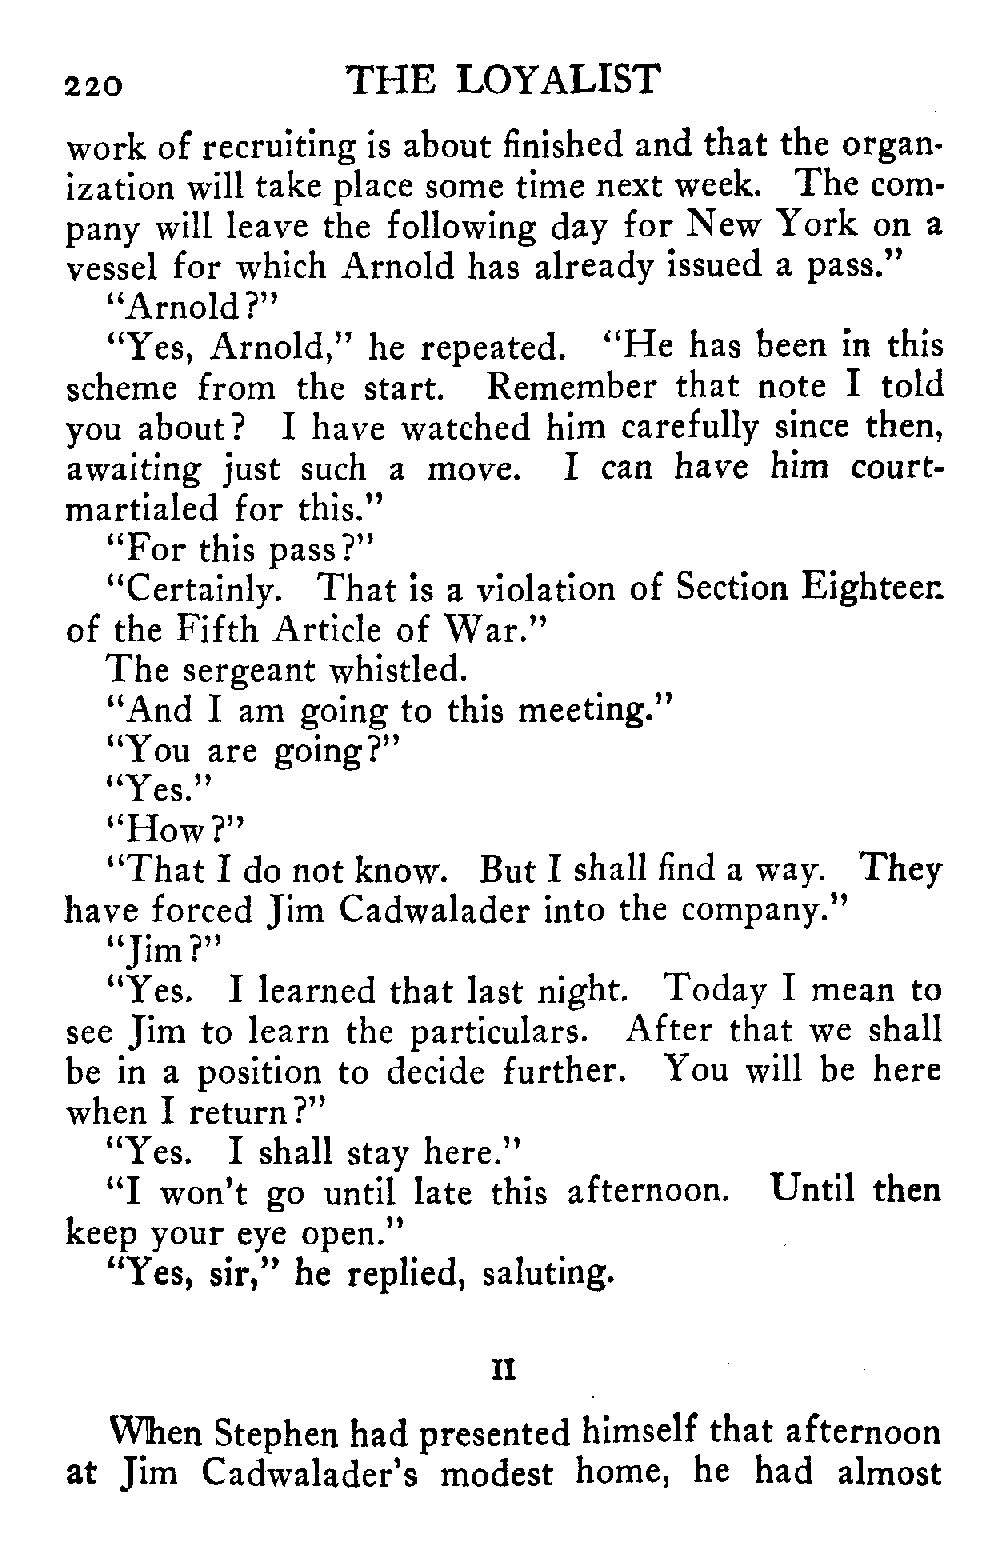 220 THE LOYALIST
work of recruiting is about finished and that the organ-
ization will take place some time next week. The com-
pany will leave the following day for New York on a
vessel for which Arnold has already issued a pass."
"Arnold?"
"Yes, Arnold," he repeated. "He has been in this
scheme from the start. Remember that note I told
you about? I have watched him carefully since then,
awaiting just such a move. I can have him court-
martialed for this."
"For this pass?"
"Certainly. That is a violation of Section Eighteen
of the Fifth Article of War."
The sergeant whistled.
"And I am going to this meeting."
"You are going?"
"Yes."
"How?"
"That I do not know. But I shall find a way. They
have forced Jim Cadwalader into the company."
"Jim?"
"Yes. I learned that last night. Today I mean to
see Jim to learn the particulars. After that we shall
be in a position to decide further. You will be here
when I return?"
"Yes. I shall stay here."
"I won't go until late this afternoon. Until then
keep your eye open."
"Yes, sir," he replied, saluting.
II
When Stephen had presented himself that afternoon
at Jim Cadwalader's modest home, he had almost